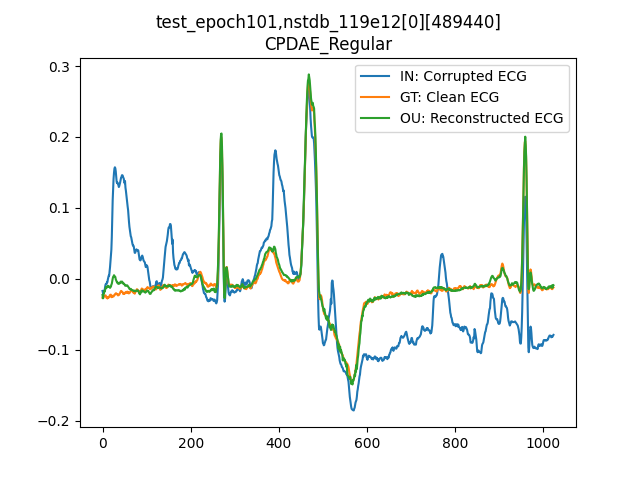 test_epoch101,nstdb_119e12[0][489440]
CPDAE_Regular
IN: Corrupted ECG
GT: Clean ECG
OU: Reconstructed ECG
0.3
0.2
0.1
0.0
−0.1
−0.2
0 200 400 600 800 1000